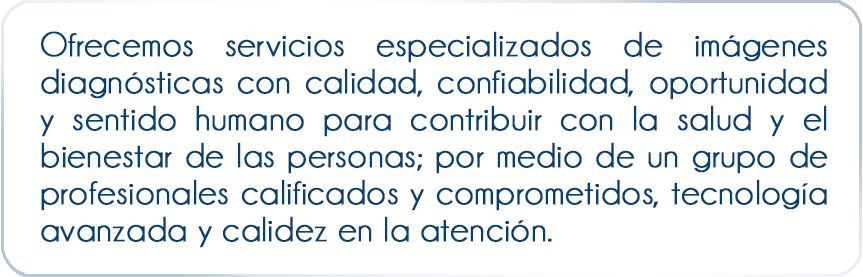 Ofrecemos servicios especializados de imágenes
diagnósticas con calidad, confiabilidad, oportunidad
y sentido humano para contribuir con la salud y el
bienestar de las personas; por medio de un grupo de
profesionales calificados y comprometidos, tecnología
avanzada y calidez en la atención.